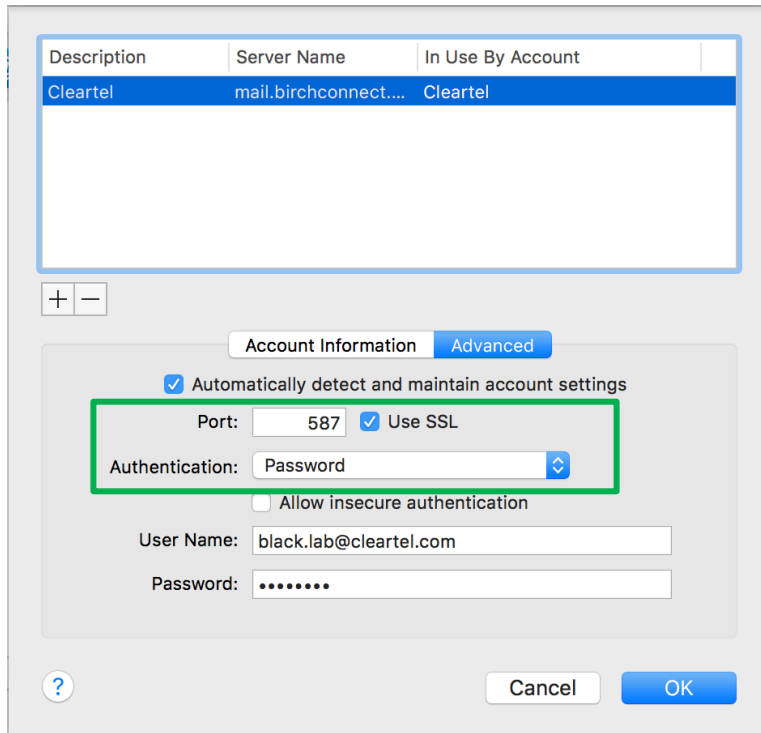 Description Server Name In Use By Account
Cleartel mail.birchconnect.... Cleartel
+ −
Account Information Advanced
Automatically detect and maintain account settings
Port: 587 Use SSL
Authentication: Password
Allow insecure authentication
User Name: black.lab@cleartel.com
Password: ••••••••
? Cancel OK